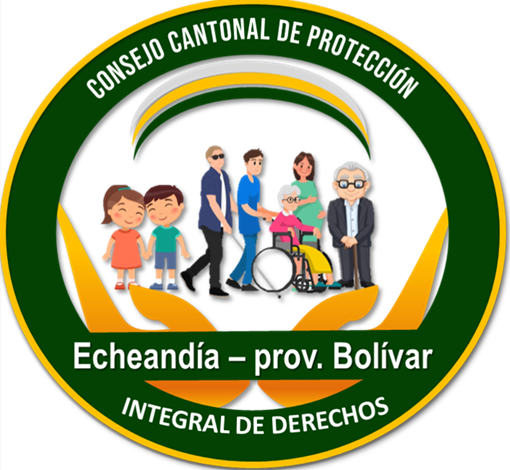 CONSEJO CANTONAL DE PROTECCIÓN
Echeandía – prov. Bolívar
INTEGRAL DE DERECHOS